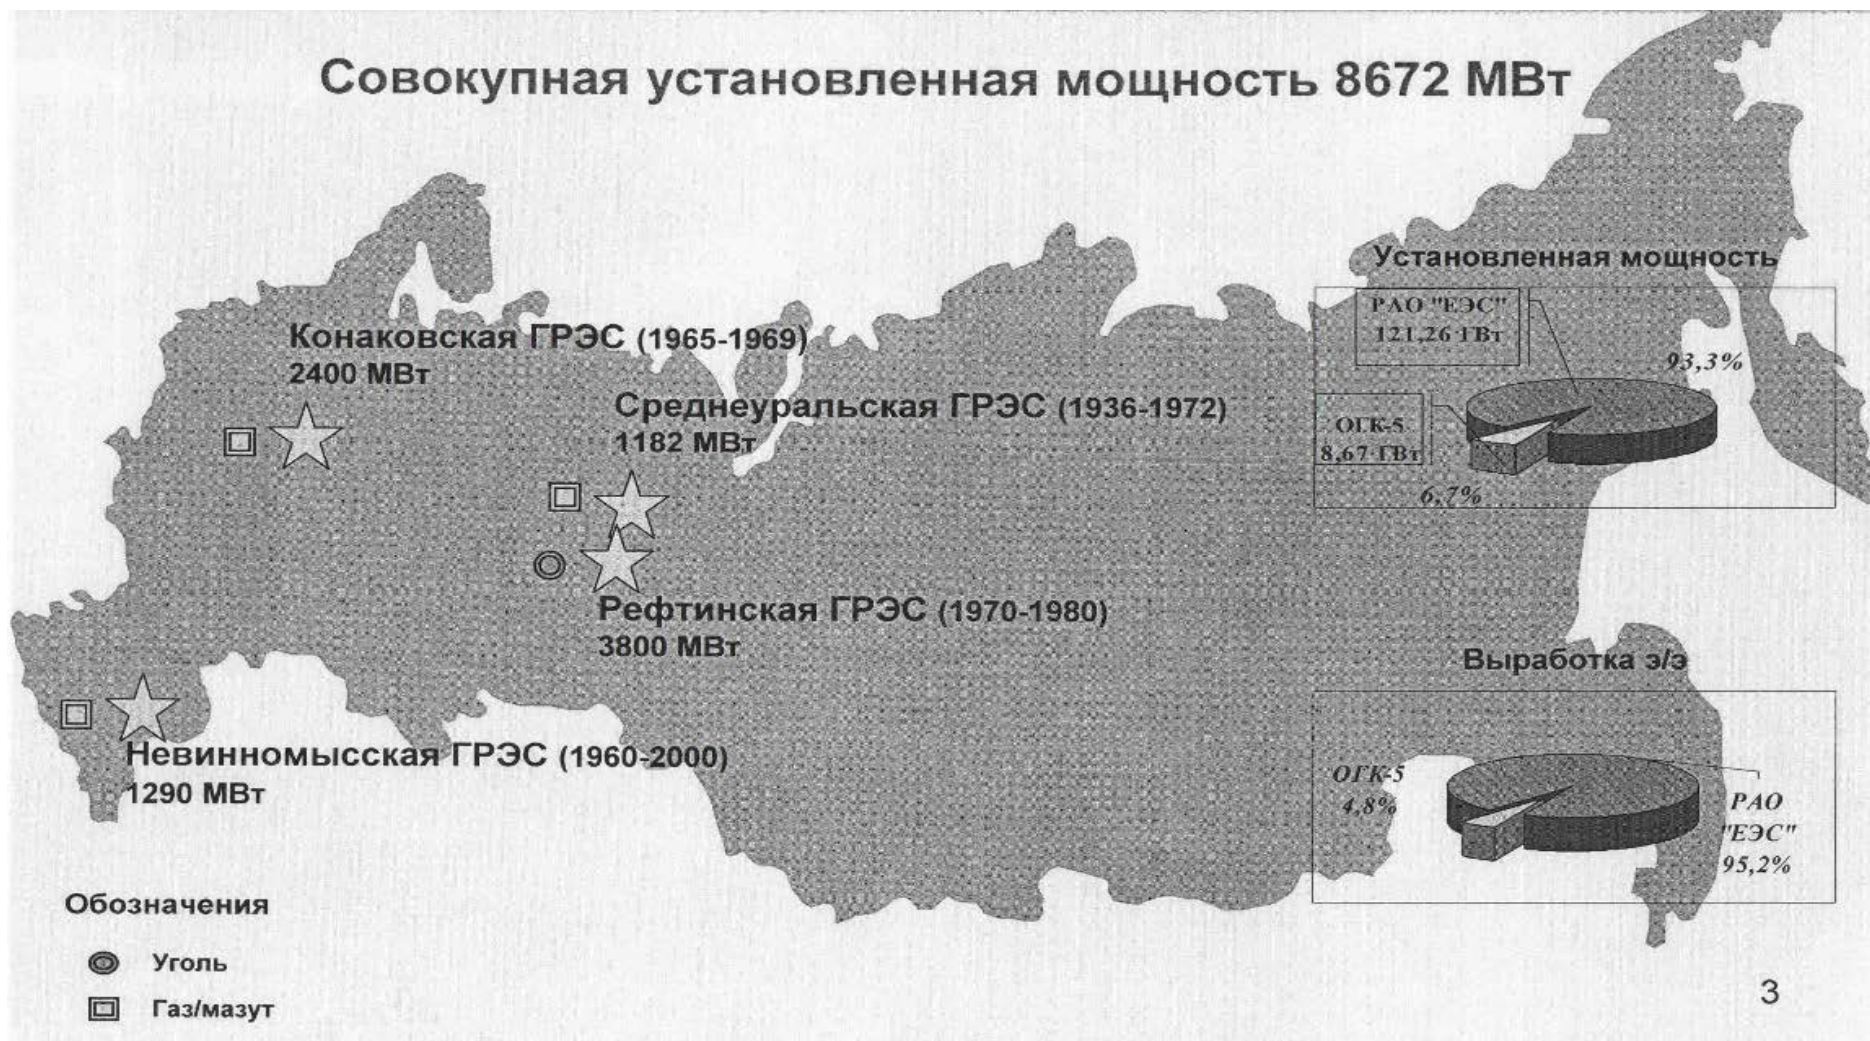 Совокупная установленная мощность 8672 МВт
Конаковская ГРЭС (1965-1969)
2400 МВт
Среднеуральская ГРЭС (1936-1972)
1182 МВт
Рефтинская ГРЭС (1970-1980)
3800 МВт
Невинномысская ГРЭС (1960-2000)
1290 МВт
Обозначения
Уголь
Газ/мазут
Установленная мощность
РАО "ЕЭС"
121,26 ГВт
93,3%
ОГК-5
8,67 ГВт
6,7%
Выработка э/э
ОГК-5
4,8%
РАО
"ЕЭС"
95,2%
3